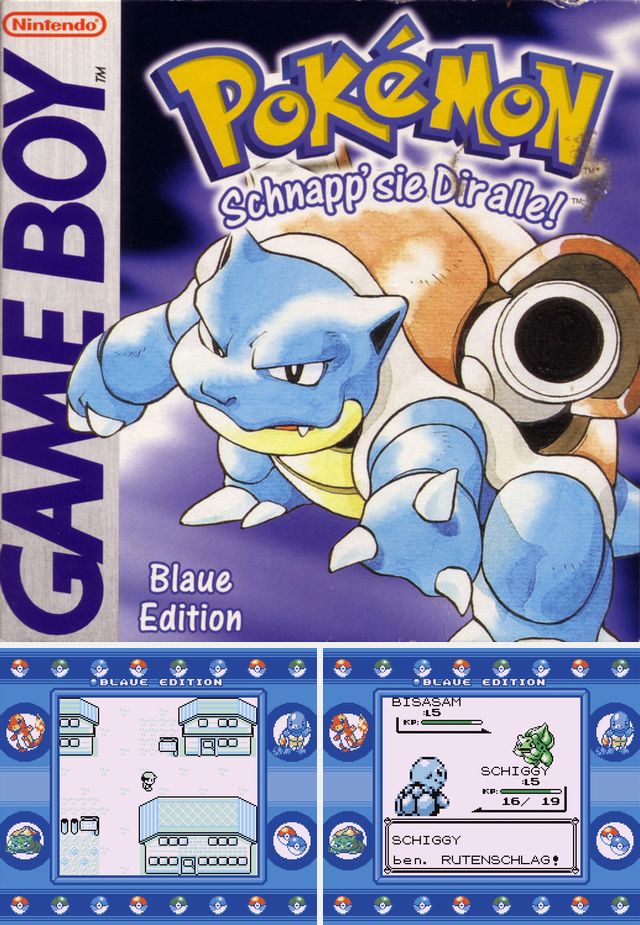 Nintendo
GAME BOY
TM
POKéMON
TM
Schnapp' sie Dir alle!
TM
Blaue
Edition
BLAUE EDITION
BLAUE EDITION
BISASAM
:L5
KP:
SCHIGGY
:L5
KP:
16/ 19
SCHIGGY
ben. RUTENSCHLAG!